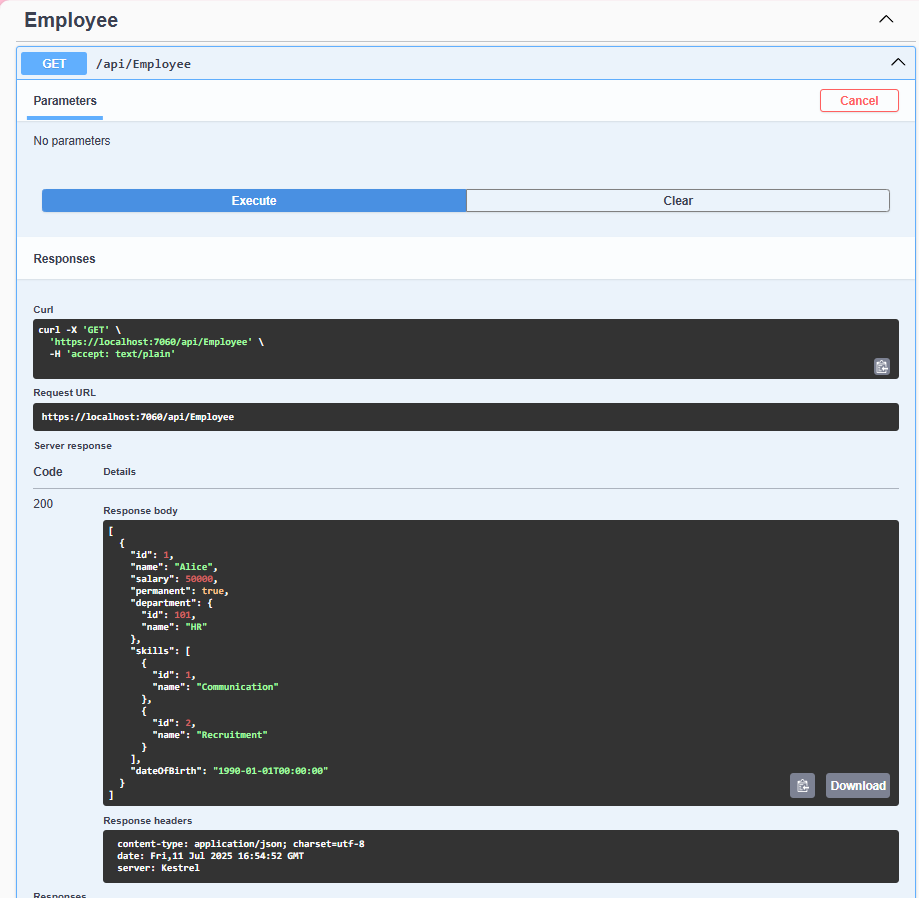 Employee
GET /api/Employee
Parameters Cancel
No parameters
Execute Clear
Responses
Curl
curl -X 'GET' \
  'https://localhost:7060/api/Employee' \
  -H 'accept: text/plain'
Request URL
https://localhost:7060/api/Employee
Server response
Code Details
200
Response body
[
  {
    "id": 1,
    "name": "Alice",
    "salary": 50000,
    "permanent": true,
    "department": {
      "id": 101,
      "name": "HR"
    },
    "skills": [
      {
        "id": 1,
        "name": "Communication"
      },
      {
        "id": 2,
        "name": "Recruitment"
      }
    ],
    "dateOfBirth": "1990-01-01T00:00:00"
  }
]
Download
Response headers
content-type: application/json; charset=utf-8
date: Fri,11 Jul 2025 16:54:52 GMT
server: Kestrel
Responses